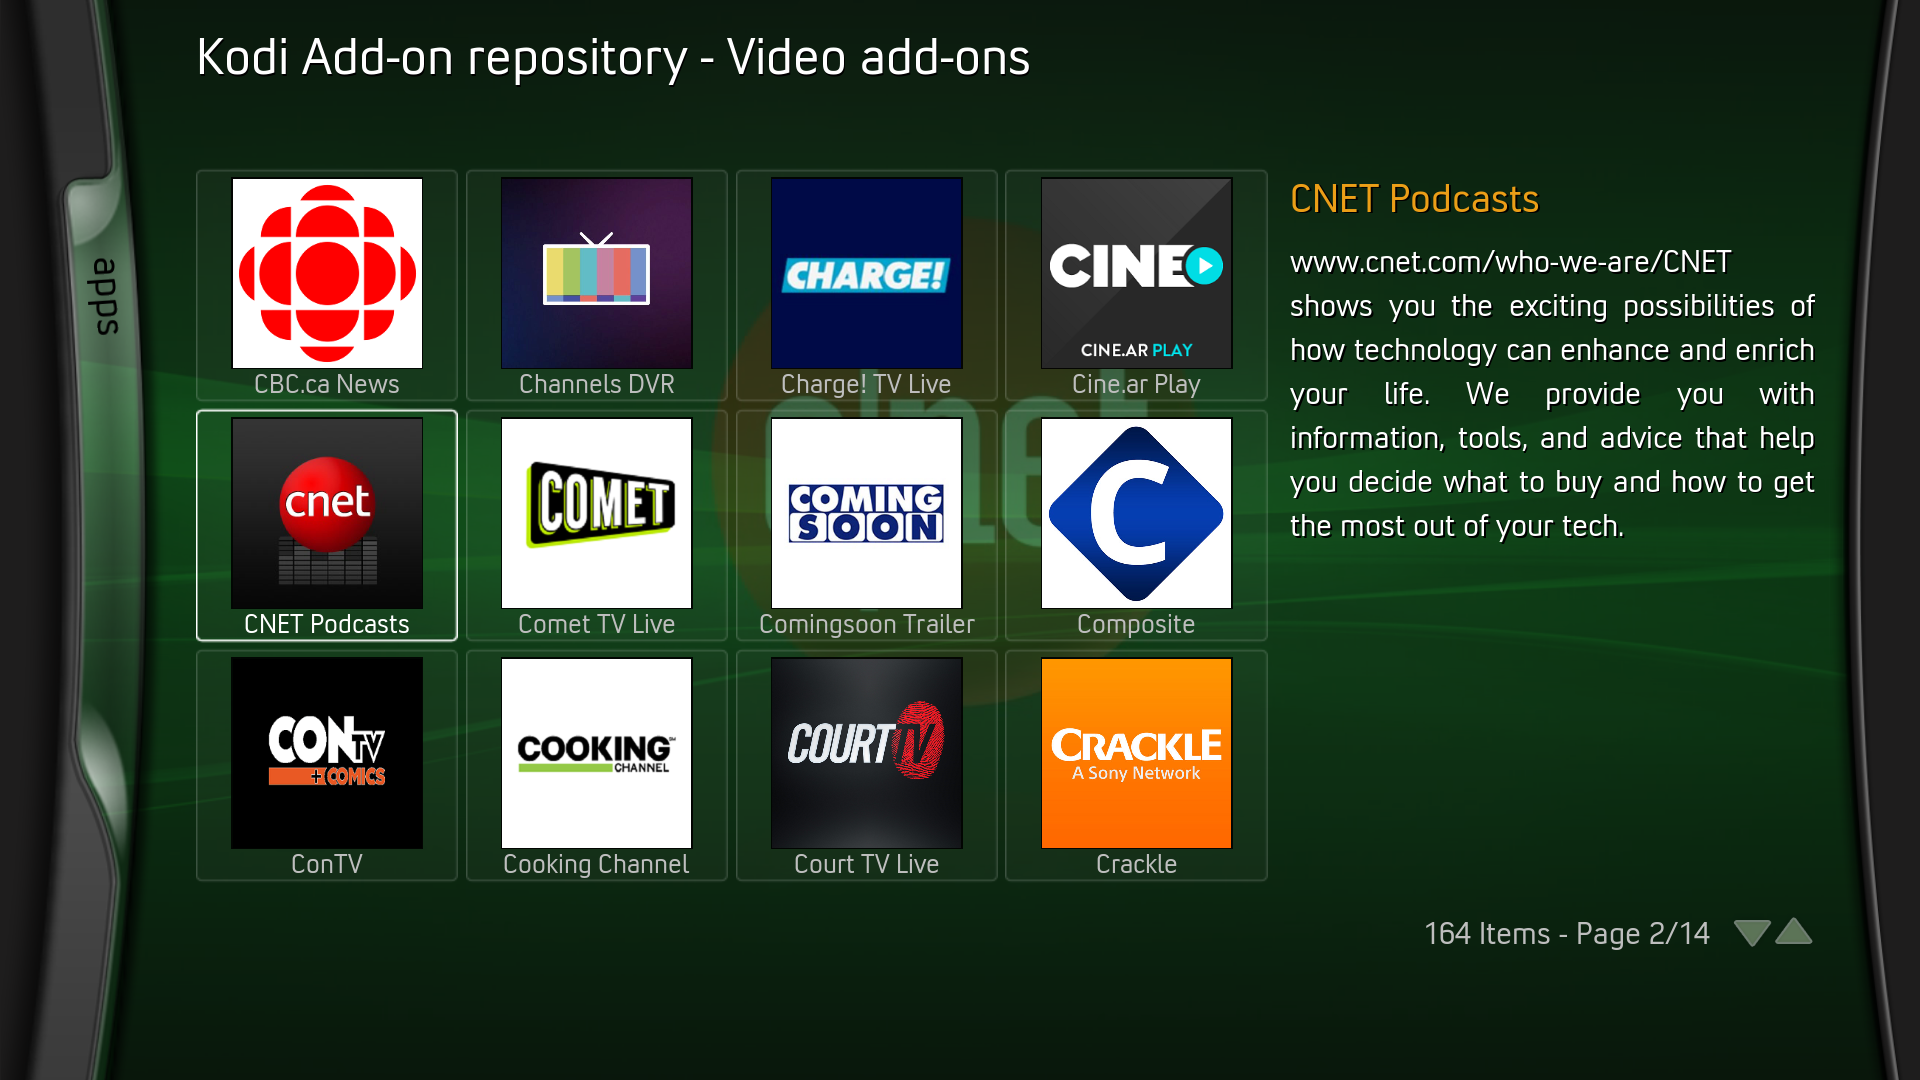 Kodi Add-on repository - Video add-ons
apps
CHARGE!
CINE
CINE.AR PLAY
CBC.ca News
Channels DVR
Charge! TV Live
Cine.ar Play
cnet
COMET
COMING
SOON
C
CNET Podcasts
Comet TV Live
Comingsoon Trailer
Composite
CONTV
+COMICS
COOKING
CHANNEL
COURT TV
CRACKLE
A Sony Network
ConTV
Cooking Channel
Court TV Live
Crackle
CNET Podcasts
www.cnet.com/who-we-are/CNET
shows you the exciting possibilities of
how technology can enhance and enrich
your life. We provide you with
information, tools, and advice that help
you decide what to buy and how to get
the most out of your tech.
164 Items - Page 2/14